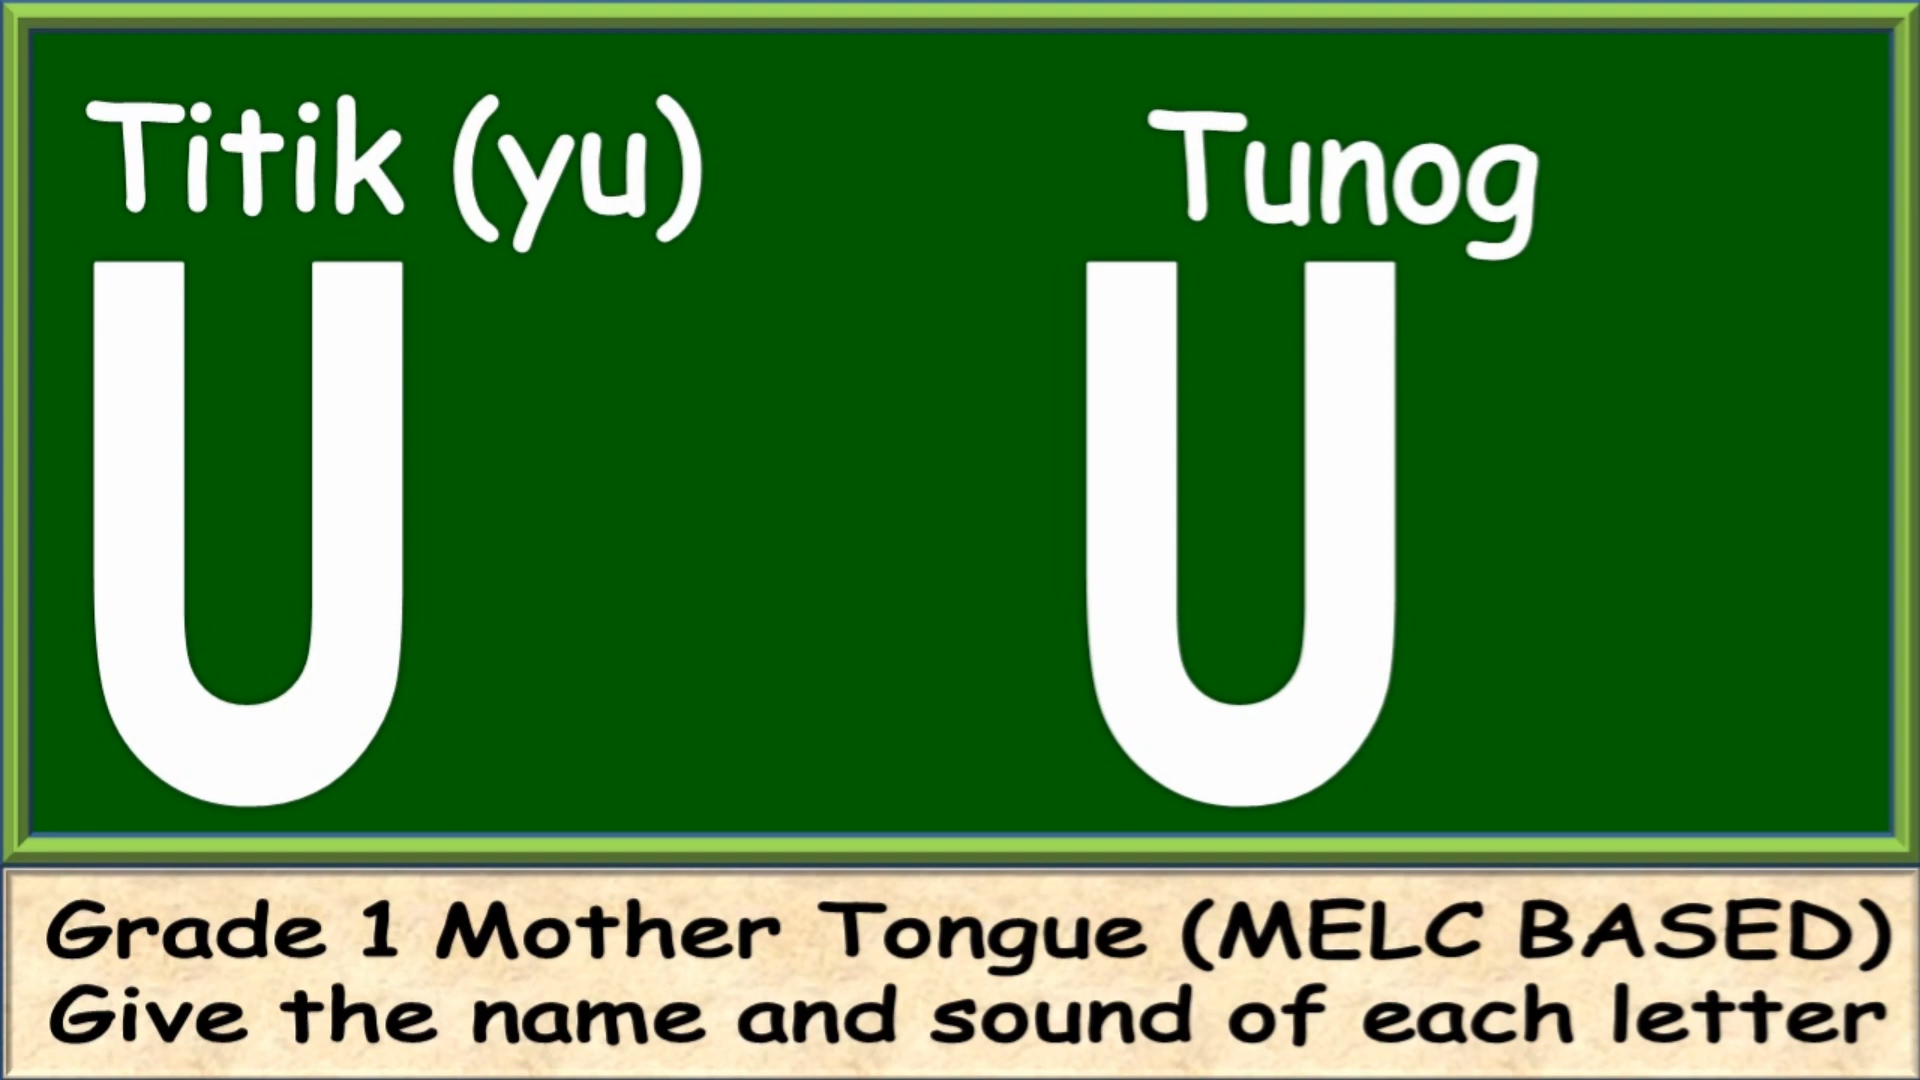 Titik (yu) Tunog
U U
Grade 1 Mother Tongue (MELC BASED)
Give the name and sound of each letter